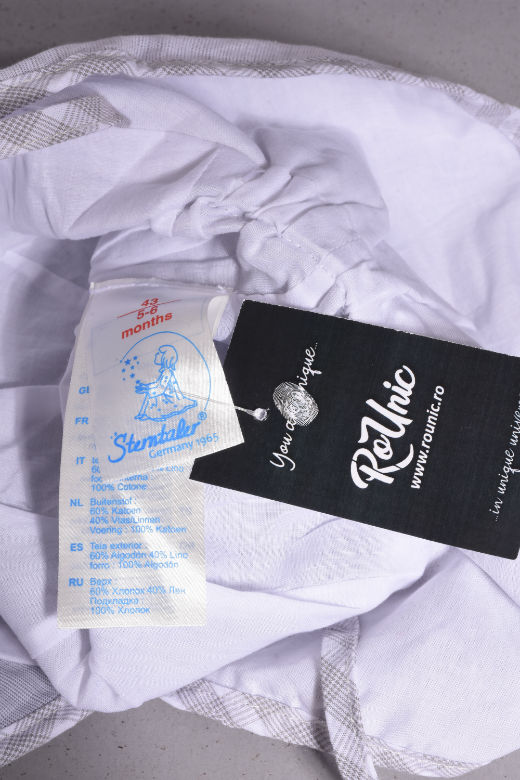 43
5-6
months
Sterntaler®
Germany 1965
FR
IT
100% Cotone
NL Buitenstof:
60% Katoen
40% Vlas/Linnen
Voering : 100% Katoen
ES Tela exterior :
60% Algodón 40% Lino
forro : 100% Algodón
RU Верх :
60% Хлопок 40% Лен
Подкладка :
100% Хлопок
You are unique...
RoUnic
www.rounic.ro
...in unique